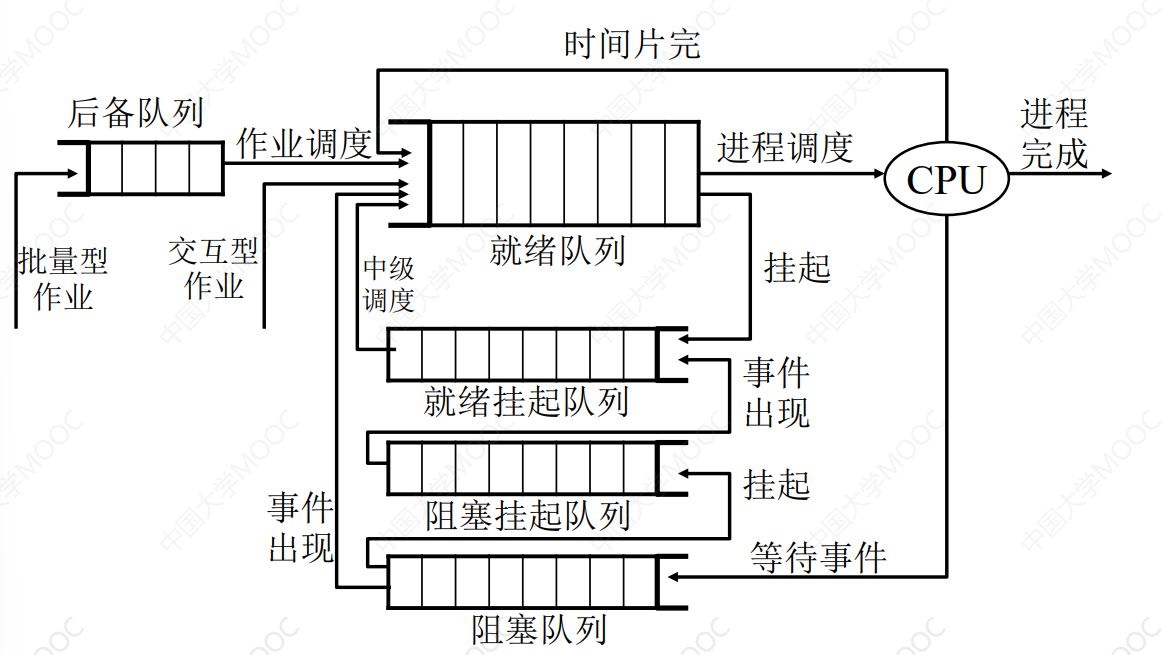 时间片完
后备队列
作业调度
进程调度
进程
完成
CPU
批量型
作业
交互型
作业
中级
调度
就绪队列
挂起
事件
出现
就绪挂起队列
挂起
阻塞挂起队列
事件
出现
等待事件
阻塞队列
中国大学MOOC